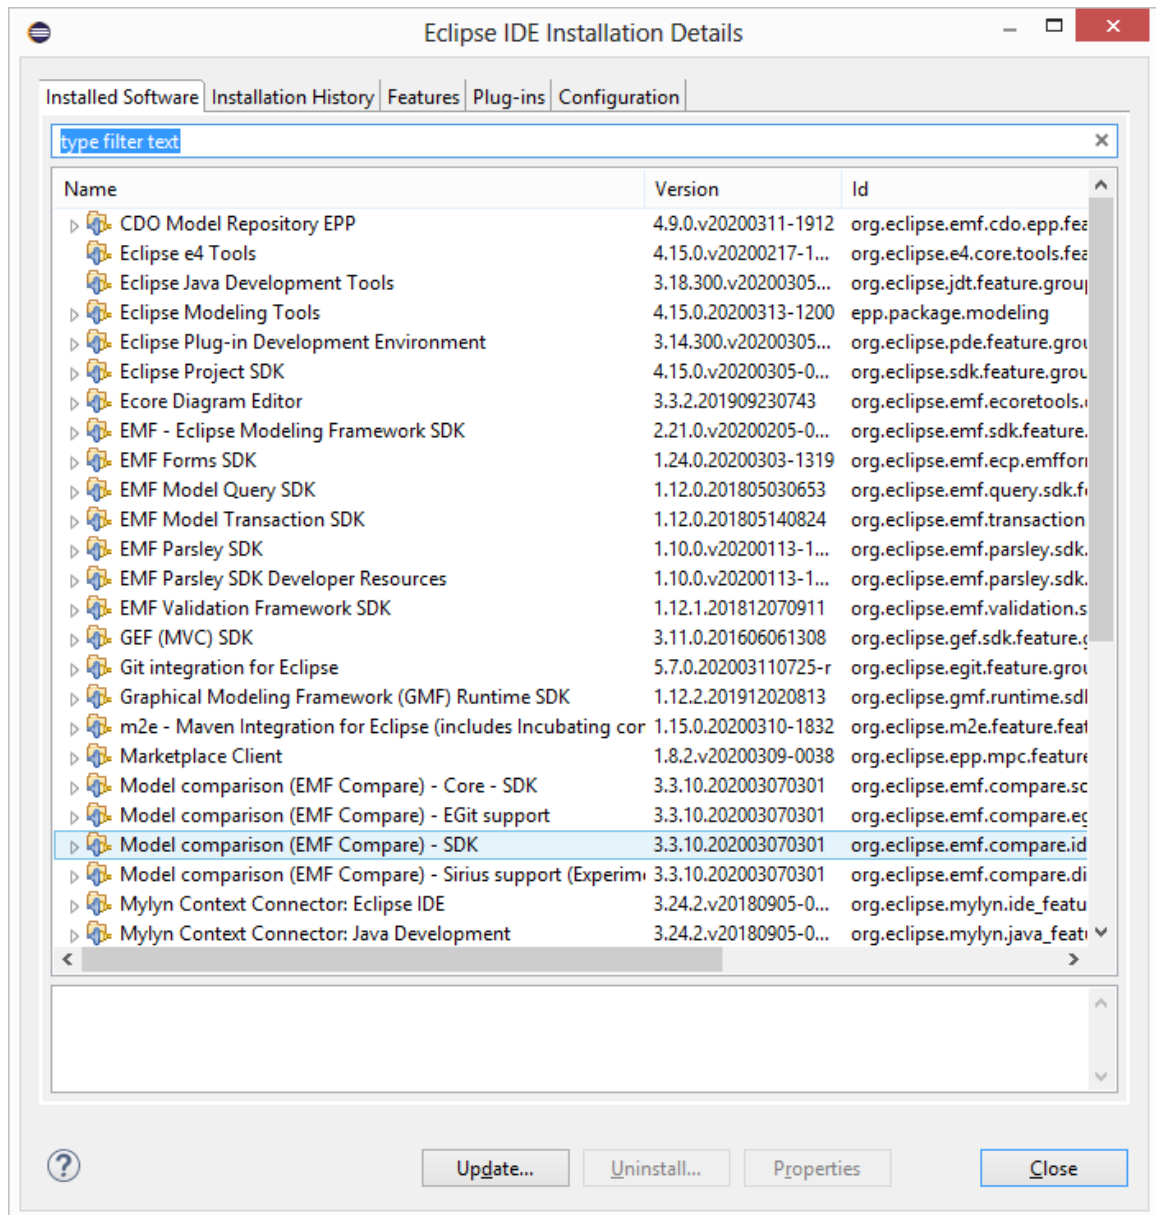 Eclipse IDE Installation Details
Installed Software Installation History Features Plug-ins Configuration
type filter text
Name Version Id
CDO Model Repository EPP 4.9.0.v20200311-1912 org.eclipse.emf.cdo.epp.fea
Eclipse e4 Tools 4.15.0.v20200217-1... org.eclipse.e4.core.tools.fea
Eclipse Java Development Tools 3.18.300.v20200305... org.eclipse.jdt.feature.group
Eclipse Modeling Tools 4.15.0.20200313-1200 epp.package.modeling
Eclipse Plug-in Development Environment 3.14.300.v20200305... org.eclipse.pde.feature.grou
Eclipse Project SDK 4.15.0.v20200305-0... org.eclipse.sdk.feature.grou
Ecore Diagram Editor 3.3.2.201909230743 org.eclipse.emf.ecoretools.
EMF - Eclipse Modeling Framework SDK 2.21.0.v20200205-0... org.eclipse.emf.sdk.feature.
EMF Forms SDK 1.24.0.20200303-1319 org.eclipse.emf.ecp.emffor
EMF Model Query SDK 1.12.0.201805030653 org.eclipse.emf.query.sdk.f
EMF Model Transaction SDK 1.12.0.201805140824 org.eclipse.emf.transaction
EMF Parsley SDK 1.10.0.v20200113-1... org.eclipse.emf.parsley.sdk.
EMF Parsley SDK Developer Resources 1.10.0.v20200113-1... org.eclipse.emf.parsley.sdk.
EMF Validation Framework SDK 1.12.1.201812070911 org.eclipse.emf.validation.s
GEF (MVC) SDK 3.11.0.201606061308 org.eclipse.gef.sdk.feature.g
Git integration for Eclipse 5.7.0.202003110725-r org.eclipse.egit.feature.grou
Graphical Modeling Framework (GMF) Runtime SDK 1.12.2.201912020813 org.eclipse.gmf.runtime.sdl
m2e - Maven Integration for Eclipse (includes Incubating cor 1.15.0.20200310-1832 org.eclipse.m2e.feature.feat
Marketplace Client 1.8.2.v20200309-0038 org.eclipse.epp.mpc.feature
Model comparison (EMF Compare) - Core - SDK 3.3.10.202003070301 org.eclipse.emf.compare.sc
Model comparison (EMF Compare) - EGit support 3.3.10.202003070301 org.eclipse.emf.compare.eg
Model comparison (EMF Compare) - SDK 3.3.10.202003070301 org.eclipse.emf.compare.id
Model comparison (EMF Compare) - Sirius support (Experime 3.3.10.202003070301 org.eclipse.emf.compare.di
Mylyn Context Connector: Eclipse IDE 3.24.2.v20180905-0... org.eclipse.mylyn.ide_featu
Mylyn Context Connector: Java Development 3.24.2.v20180905-0... org.eclipse.mylyn.java_featu
Update... Uninstall... Properties Close